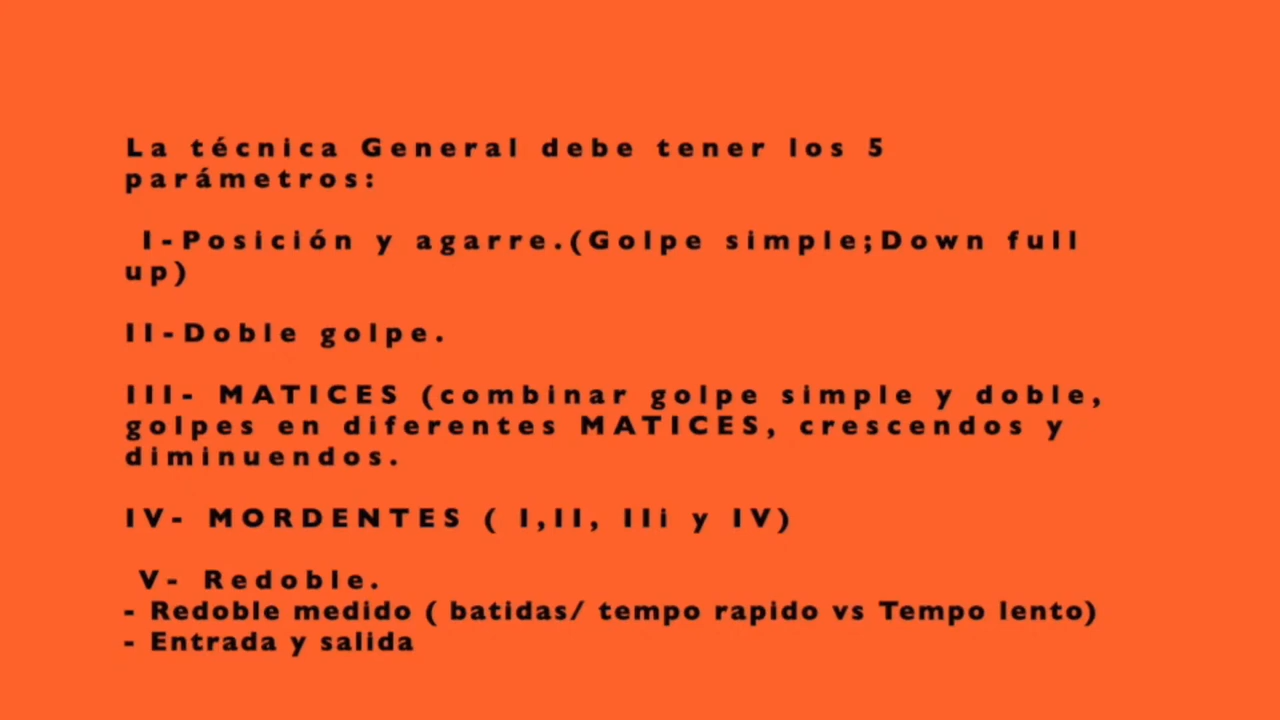 La técnica General debe tener los 5
parámetros:
I-Posición y agarre.(Golpe simple;Down full
up)
II-Doble golpe.
III- MATICES (combinar golpe simple y doble,
golpes en diferentes MATICES, crescendos y
diminuendos.
IV- MORDENTES ( I,II, IIi y IV)
V- Redoble.
- Redoble medido ( batidas/ tempo rapido vs Tempo lento)
- Entrada y salida